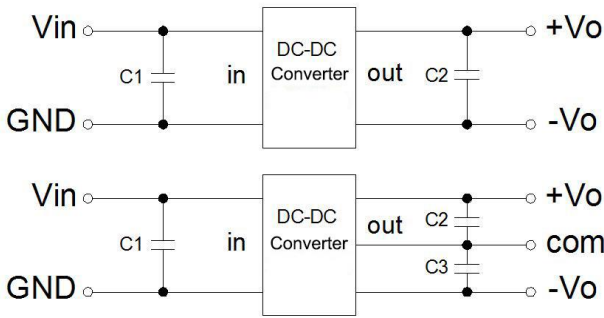 Vin
+Vo
DC-DC
Converter
C1
in
out
C2
GND
-Vo
Vin
+Vo
DC-DC
Converter
C1
in
out
C2
com
C3
GND
-Vo